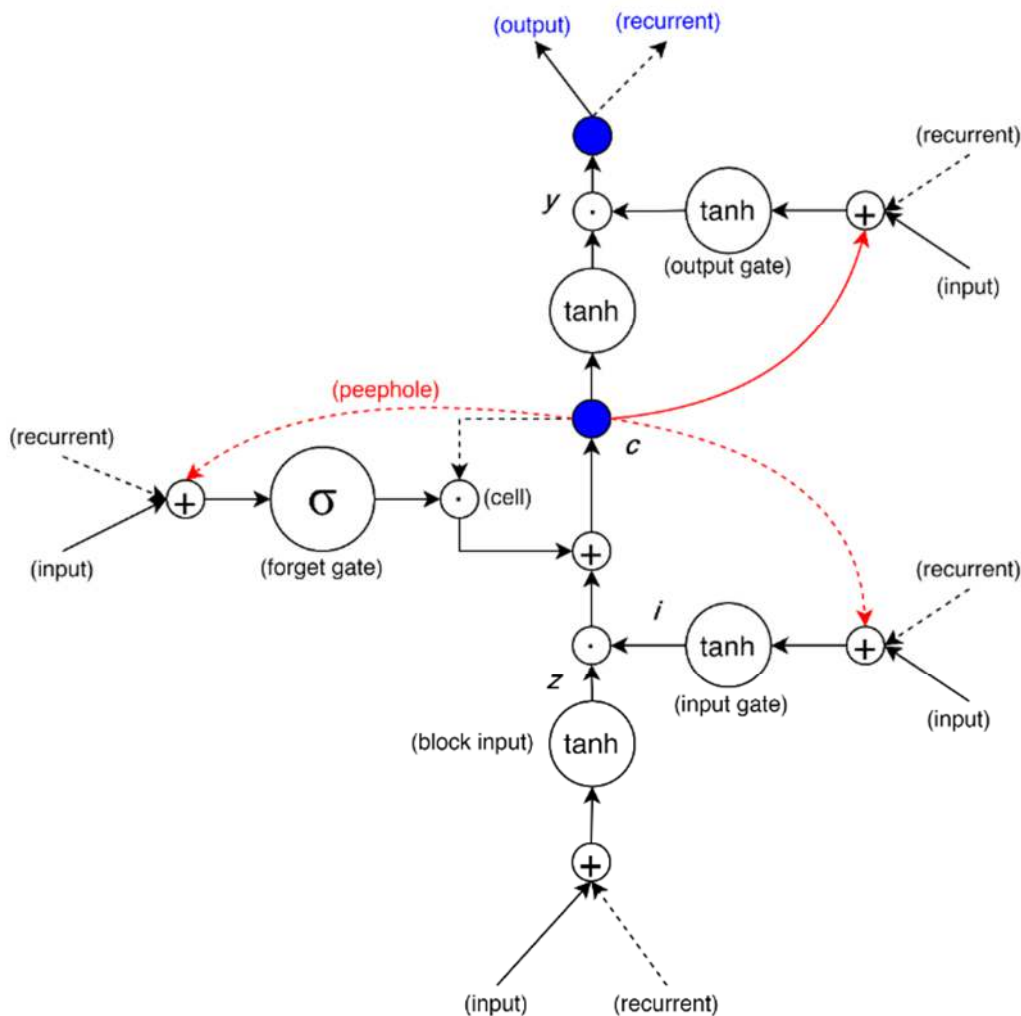 (output)
(recurrent)
(recurrent)
y
·
tanh
+
(output gate)
(input)
tanh
(peephole)
c
(recurrent)
+
σ
·
(cell)
(input)
(forget gate)
+
(recurrent)
i
·
tanh
+
z
(input gate)
(input)
(block input)
tanh
+
(input)
(recurrent)